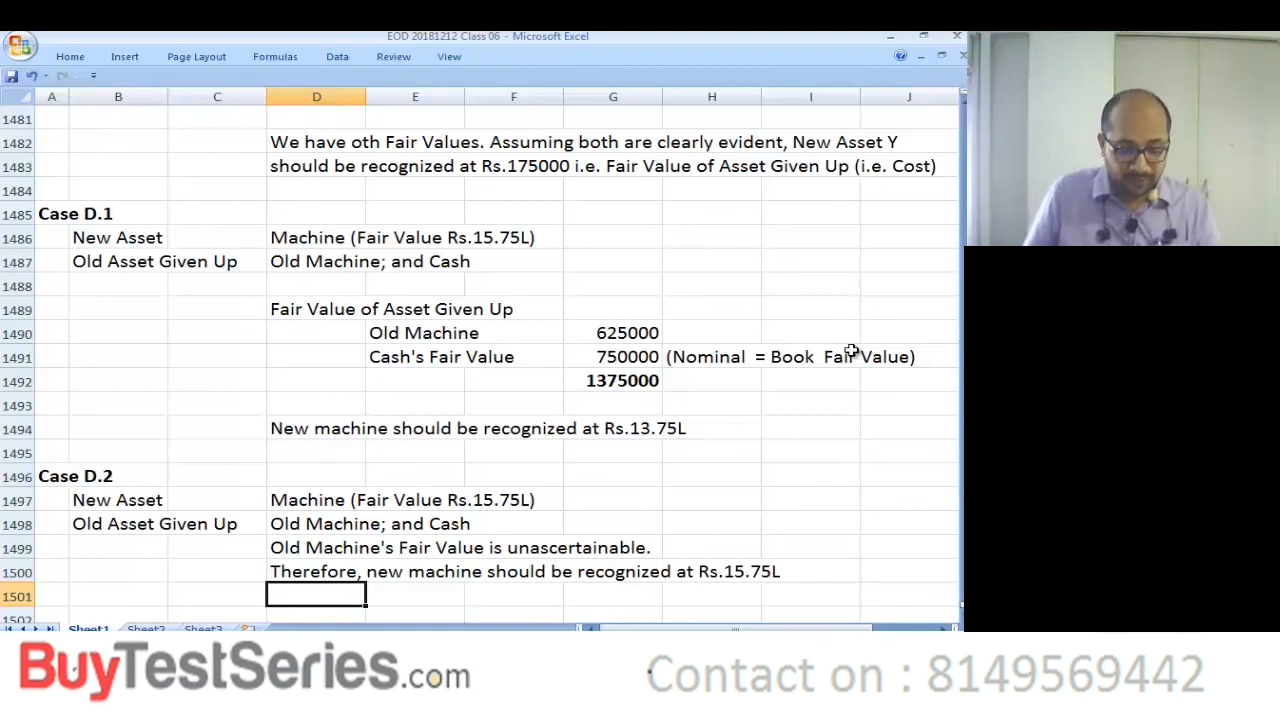 EOD 20181212 Class 06 - Microsoft Excel
Home Insert Page Layout Formulas Data Review View
A B C D E F G H I J
1481
1482 We have oth Fair Values. Assuming both are clearly evident, New Asset Y
1483 should be recognized at Rs.175000 i.e. Fair Value of Asset Given Up (i.e. Cost)
1484
1485 Case D.1
1486 New Asset Machine (Fair Value Rs.15.75L)
1487 Old Asset Given Up Old Machine; and Cash
1488
1489 Fair Value of Asset Given Up
1490 Old Machine 625000
1491 Cash's Fair Value 750000 (Nominal = Book Fair Value)
1492 1375000
1493
1494 New machine should be recognized at Rs.13.75L
1495
1496 Case D.2
1497 New Asset Machine (Fair Value Rs.15.75L)
1498 Old Asset Given Up Old Machine; and Cash
1499 Old Machine's Fair Value is unascertainable.
1500 Therefore, new machine should be recognized at Rs.15.75L
1501
1502
Sheet1 Sheet2 Sheet3
BuyTestSeries.com Contact on : 8149569442